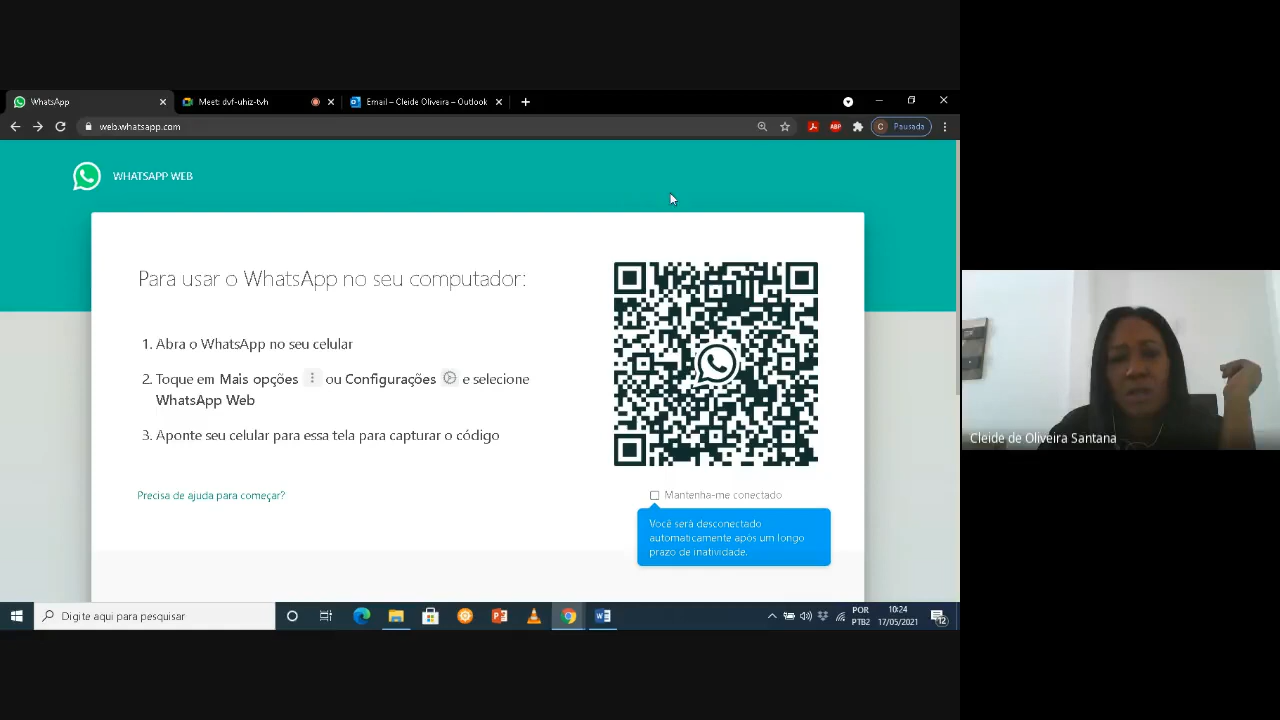 WhatsApp
Meet: dvf-uhiz-tvh
Email – Cleide Oliveira – Outlook
web.whatsapp.com
ABP
C Pausada
WHATSAPP WEB
Para usar o WhatsApp no seu computador:
1. Abra o WhatsApp no seu celular
2. Toque em Mais opções ou Configurações e selecione
WhatsApp Web
3. Aponte seu celular para essa tela para capturar o código
Precisa de ajuda para começar?
Mantenha-me conectado
Você será desconectado
automaticamente após um longo
prazo de inatividade.
Cleide de Oliveira Santana
Digite aqui para pesquisar
POR
PTB2
10:24
17/05/2021
12